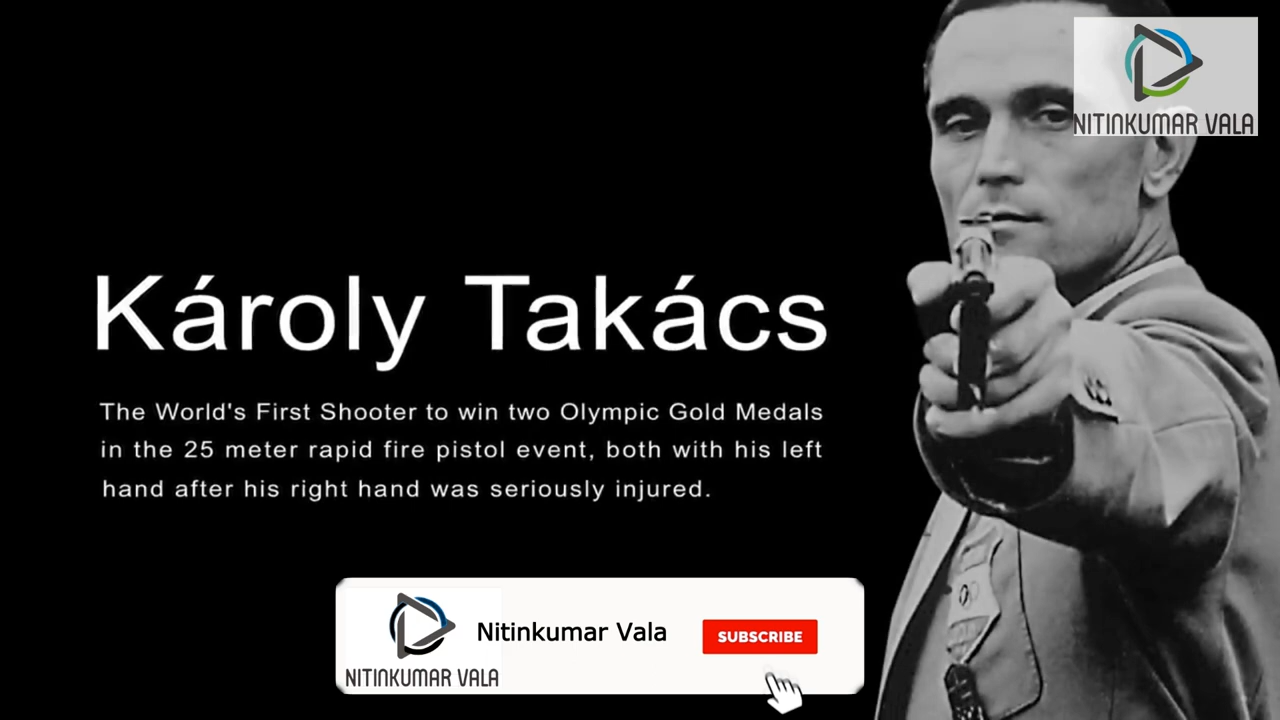 NITINKUMAR VALA
Károly Takács
The World's First Shooter to win two Olympic Gold Medals
in the 25 meter rapid fire pistol event, both with his left
hand after his right hand was seriously injured.
Nitinkumar Vala
SUBSCRIBE
NITINKUMAR VALA